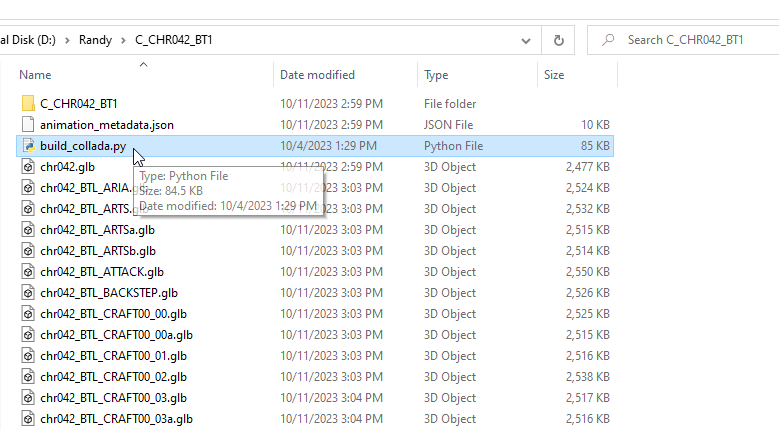 al Disk (D:) > Randy > C_CHR042_BT1 Search C_CHR042_BT1
Name Date modified Type Size
C_CHR042_BT1 10/11/2023 2:59 PM File folder
animation_metadata.json 10/11/2023 2:59 PM JSON File 10 KB
build_collada.py 10/4/2023 1:29 PM Python File 85 KB
chr042.glb 10/11/2023 2:59 PM 3D Object 2,477 KB
Type: Python File
Size: 84.5 KB
Date modified: 10/4/2023 1:29 PM
chr042_BTL_ARIA.glb 3:03 PM 3D Object 2,524 KB
chr042_BTL_ARTS.glb 3:03 PM 3D Object 2,532 KB
chr042_BTL_ARTSa.glb 10/11/2023 3:03 PM 3D Object 2,515 KB
chr042_BTL_ARTSb.glb 10/11/2023 3:03 PM 3D Object 2,514 KB
chr042_BTL_ATTACK.glb 10/11/2023 3:03 PM 3D Object 2,550 KB
chr042_BTL_BACKSTEP.glb 10/11/2023 3:03 PM 3D Object 2,526 KB
chr042_BTL_CRAFT00_00.glb 10/11/2023 3:03 PM 3D Object 2,525 KB
chr042_BTL_CRAFT00_00a.glb 10/11/2023 3:03 PM 3D Object 2,515 KB
chr042_BTL_CRAFT00_01.glb 10/11/2023 3:03 PM 3D Object 2,516 KB
chr042_BTL_CRAFT00_02.glb 10/11/2023 3:03 PM 3D Object 2,538 KB
chr042_BTL_CRAFT00_03.glb 10/11/2023 3:04 PM 3D Object 2,517 KB
chr042_BTL_CRAFT00_03a.glb 10/11/2023 3:04 PM 3D Object 2,516 KB